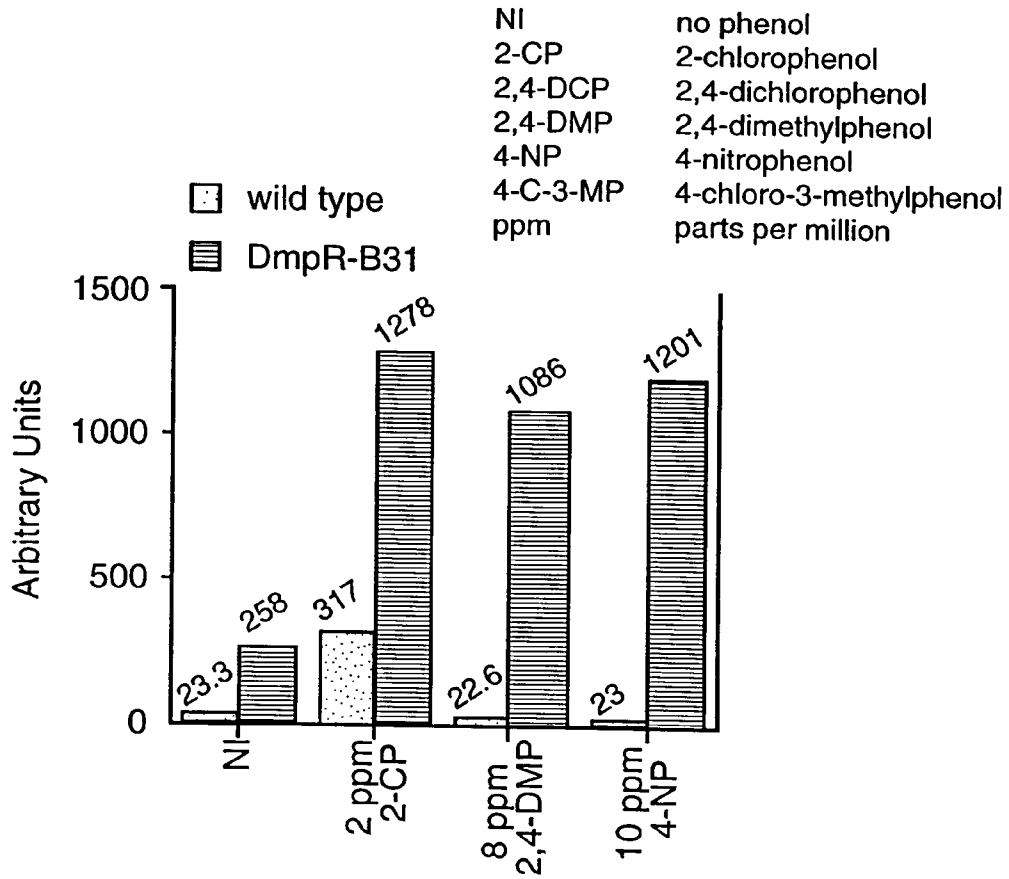 NI no phenol
2-CP 2-chlorophenol
2,4-DCP 2,4-dichlorophenol
2,4-DMP 2,4-dimethylphenol
4-NP 4-nitrophenol
4-C-3-MP 4-chloro-3-methylphenol
ppm parts per million
wild type
DmpR-B31
Arbitrary Units
1500
1000
500
0
23.3
258
317
1278
22.6
1086
23
1201
NI
2 ppm
2-CP
8 ppm
2,4-DMP
10 ppm
4-NP